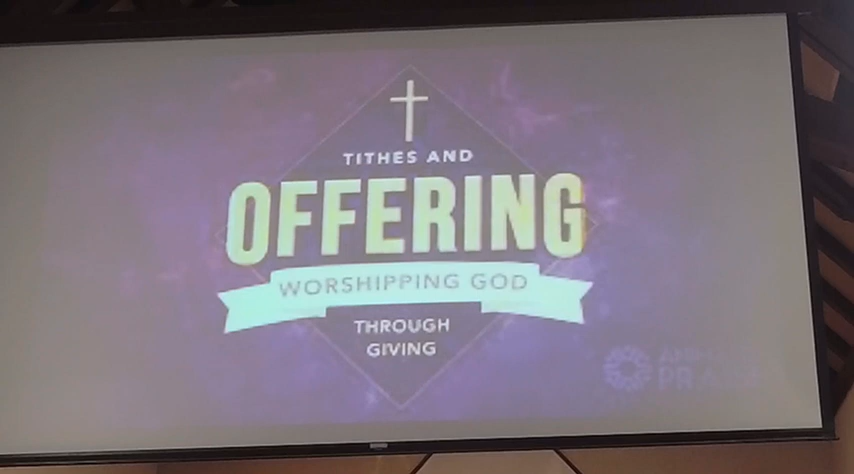 TITHES AND
OFFERING
WORSHIPPING GOD
THROUGH
GIVING